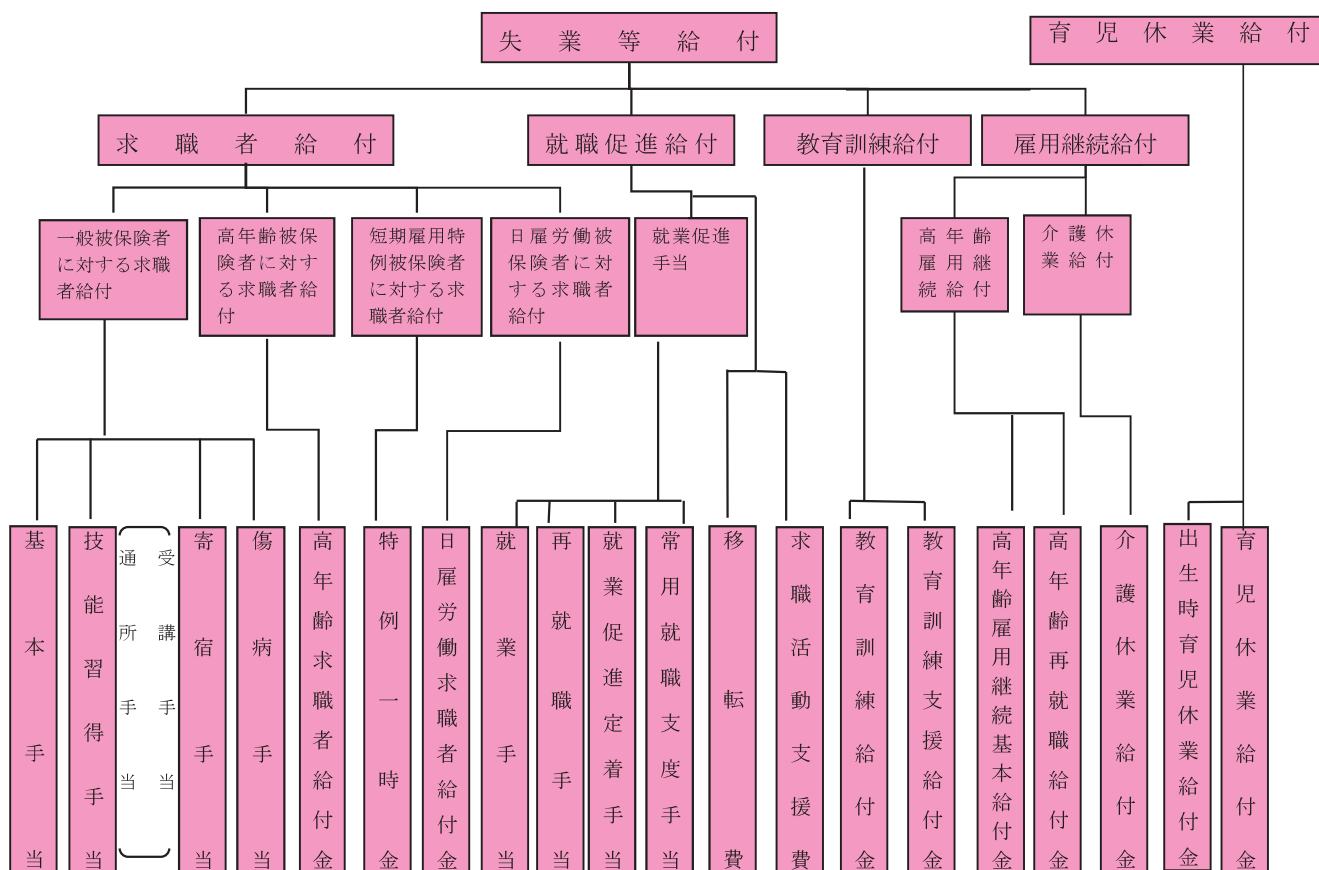 失業等給付
育児休業給付
求職者給付
就職促進給付
教育訓練給付
雇用継続給付
一般被保険者
に対する求職
者給付
高年齢被保
険者に対す
る求職者給
付
短期雇用特
例被保険者
に対する求
職者給付
日雇労働被
保険者に対
する求職者
給付
就業促進
手当
高年齢
雇用継
続給付
介護休
業給付
基本手当
技能習得手当
受講手当
通所手当
寄宿手当
傷病手当
高年齢求職者給付金
特例一時金
日雇労働求職者給付金
就業手当
再就職手当
就業促進定着手当
常用就職支度手当
移転費
求職活動支援費
教育訓練給付金
教育訓練支援給付金
高年齢雇用継続基本給付金
高年齢再就職給付金
介護休業給付金
出生時育児休業給付金
育児休業給付金